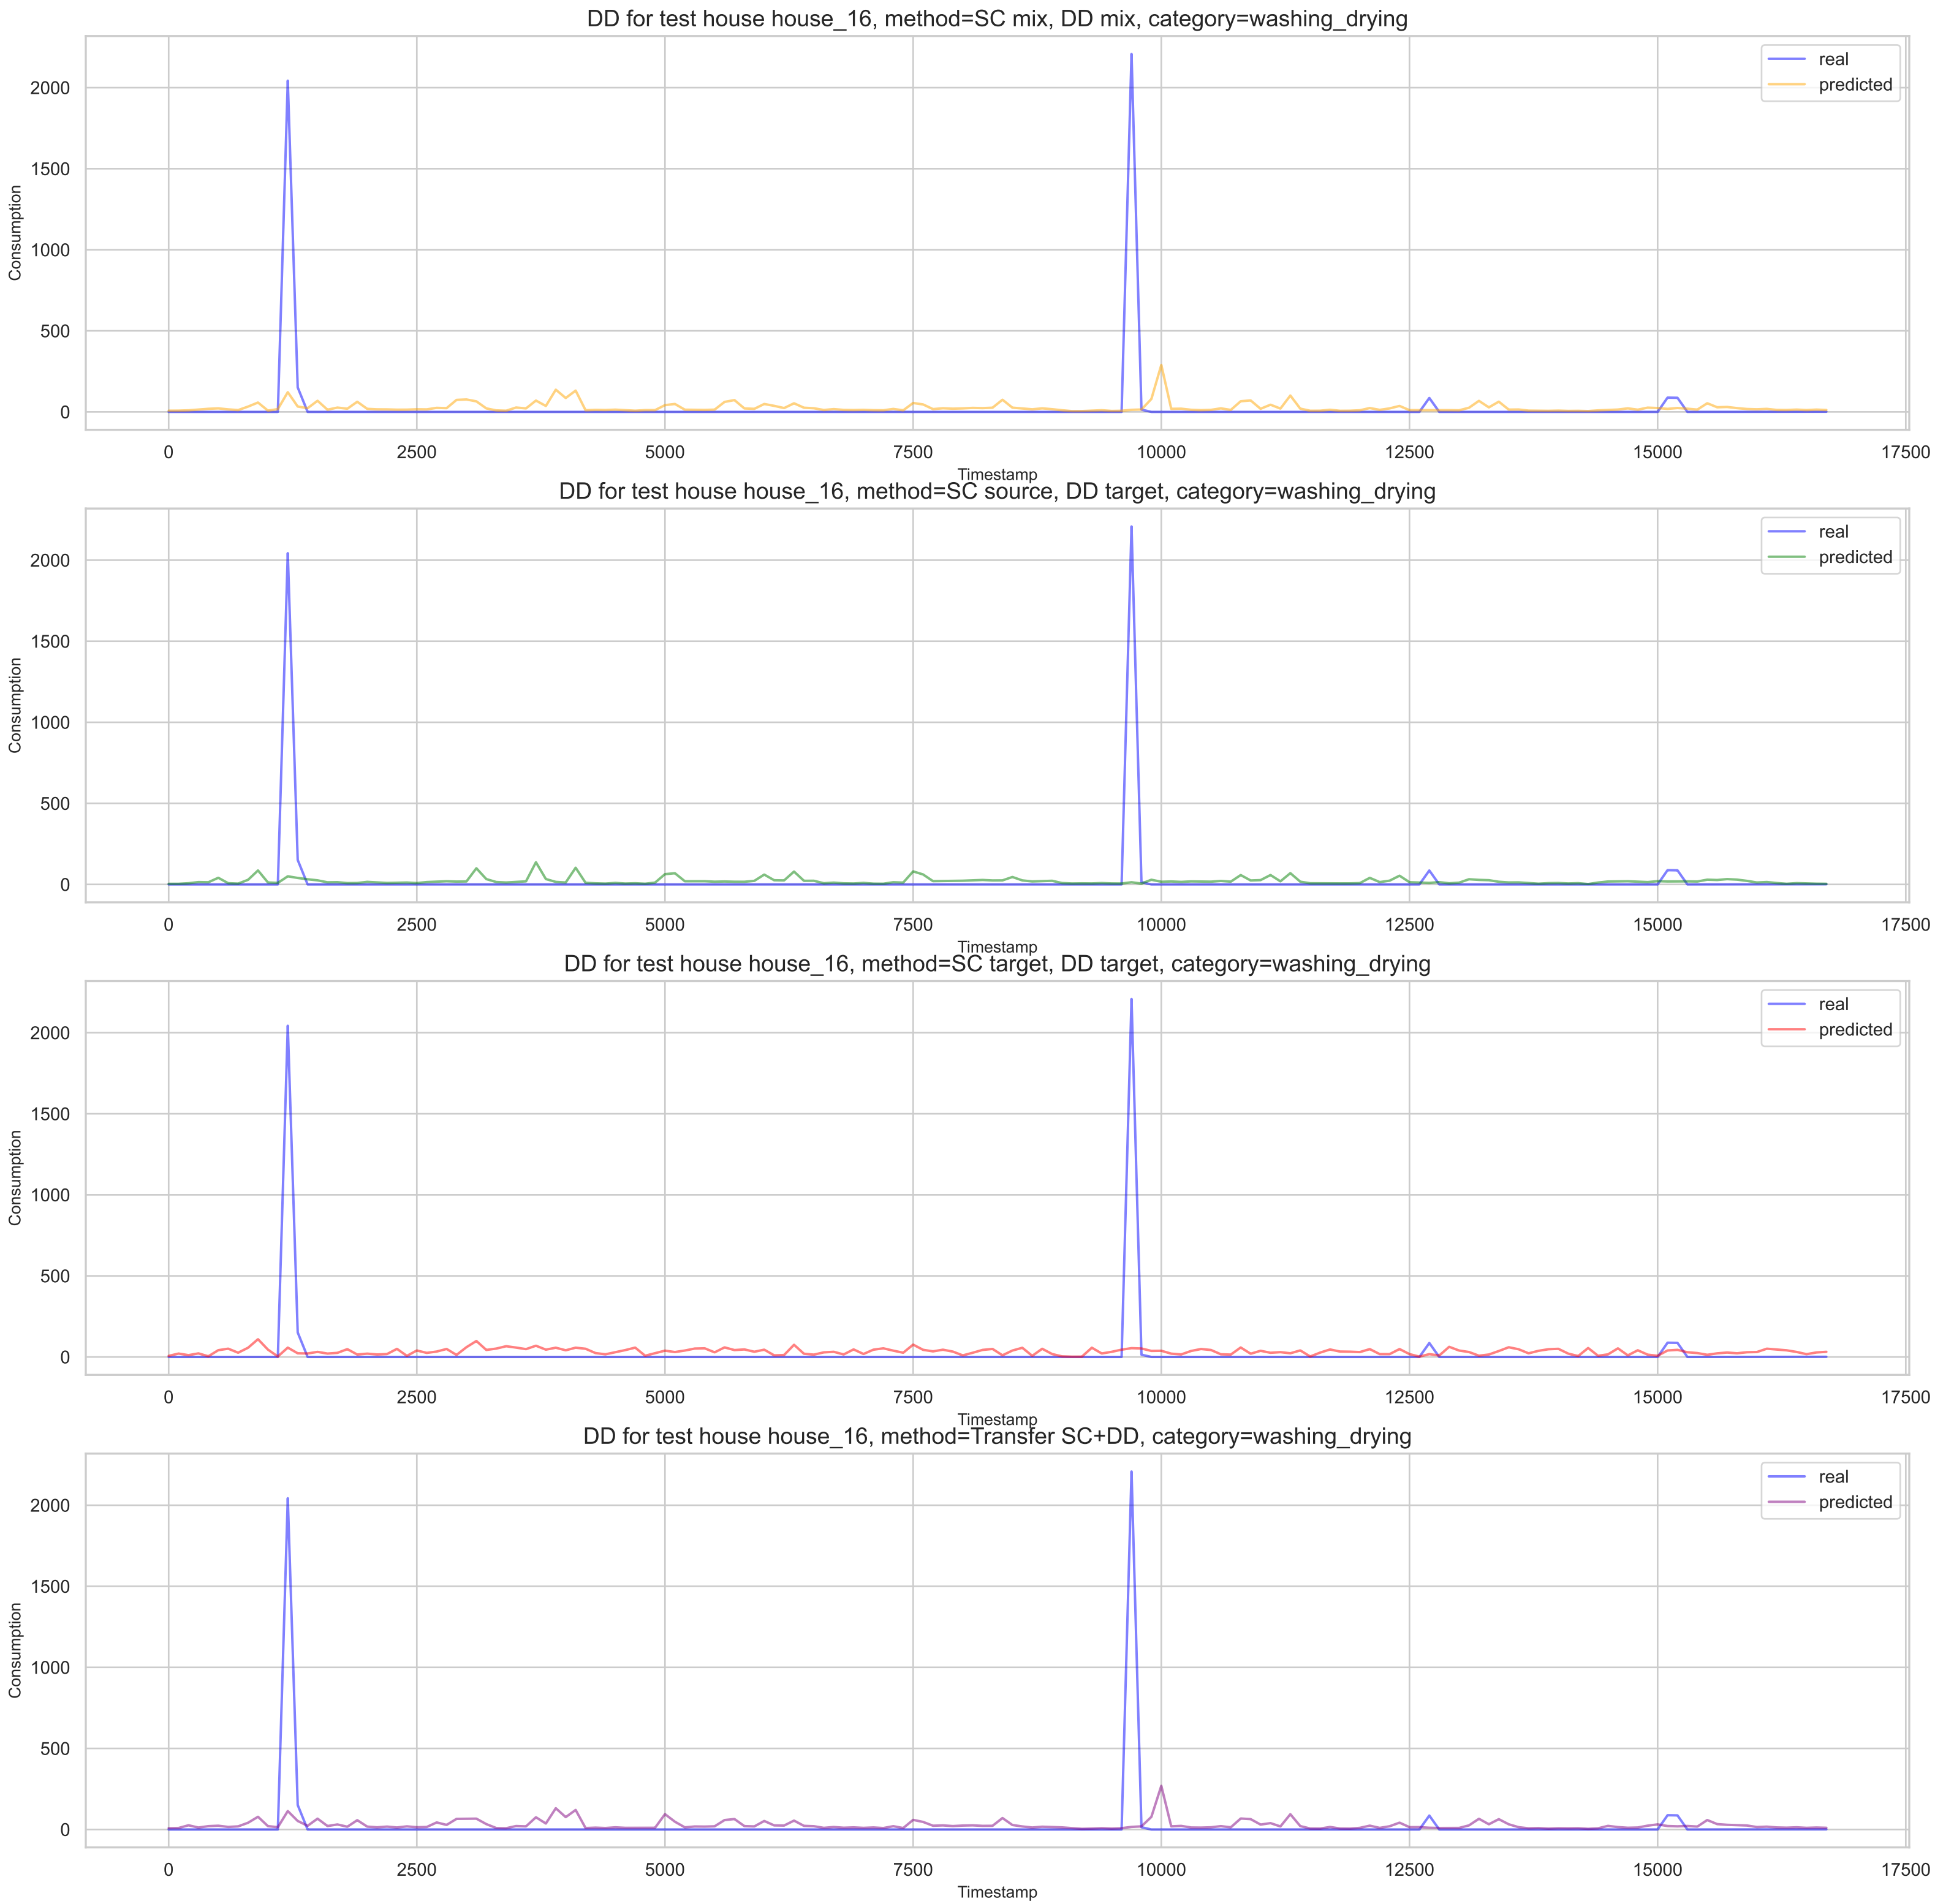 DD for test house house_16, method=SC mix, DD mix, category=washing_drying
real
predicted
2000
1500
1000
500
0
Consumption
0 2500 5000 7500 10000 12500 15000 17500
Timestamp
DD for test house house_16, method=SC source, DD target, category=washing_drying
real
predicted
2000
1500
1000
500
0
Consumption
0 2500 5000 7500 10000 12500 15000 17500
Timestamp
DD for test house house_16, method=SC target, DD target, category=washing_drying
real
predicted
2000
1500
1000
500
0
Consumption
0 2500 5000 7500 10000 12500 15000 17500
Timestamp
DD for test house house_16, method=Transfer SC+DD, category=washing_drying
real
predicted
2000
1500
1000
500
0
Consumption
0 2500 5000 7500 10000 12500 15000 17500
Timestamp